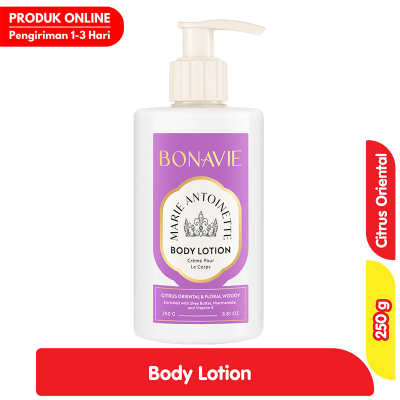 PRODUK ONLINE
Pengiriman 1-3 Hari
BONAVIE
MARIE ANTOINETTE
BODY LOTION
Crème Pour
Le Corps
CITRUS ORIENTAL & FLORAL WOODY
Enriched with Shea Butter, Niacinamide,
and Vitamin E
250 G
8.81 OZ
Citrus Oriental
250 g
Body Lotion